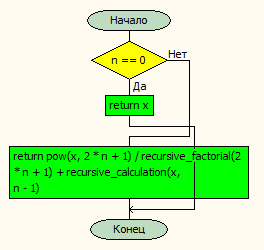 Начало
n == 0
Нет
Да
return x
return pow(x, 2 * n + 1) / recursive_factorial(2
* n + 1) + recursive_calculation(x,
n - 1)
Конец